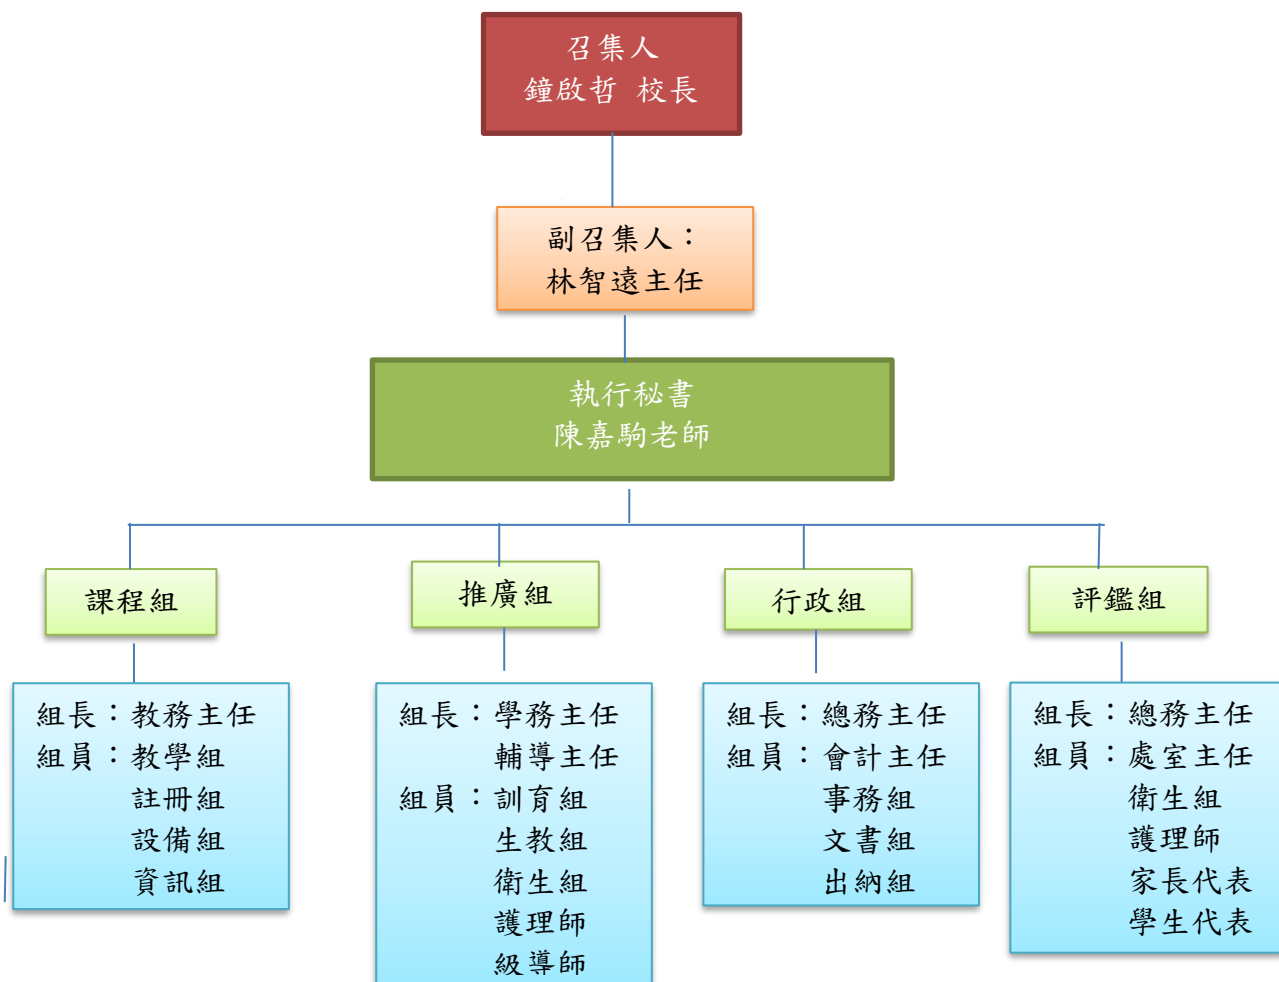 召集人
鐘啟哲 校長
副召集人：
林智遠主任
執行秘書
陳嘉駒老師
課程組
推廣組
行政組
評鑑組
組長：教務主任
組員：教學組
註冊組
設備組
資訊組
組長：學務主任
輔導主任
組員：訓育組
生教組
衛生組
護理師
級導師
組長：總務主任
組員：會計主任
事務組
文書組
出納組
組長：總務主任
組員：處室主任
衛生組
護理師
家長代表
學生代表